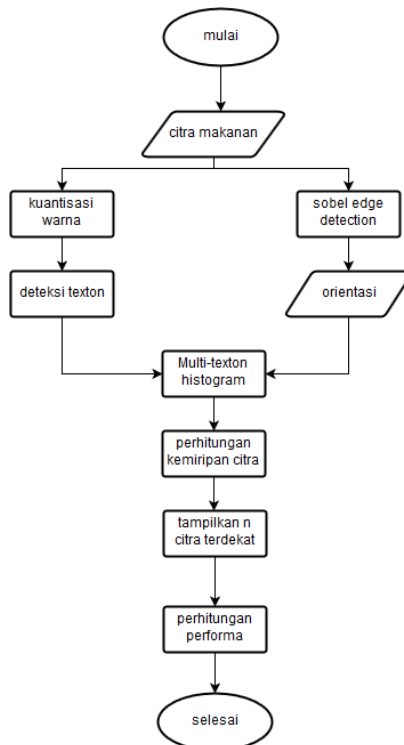 mulai
citra makanan
kuantisasi
warna
sobel edge
detection
deteksi texton
orientasi
Multi-texton
histogram
perhitungan
kemiripan citra
tampilkan n
citra terdekat
perhitungan
performa
selesai